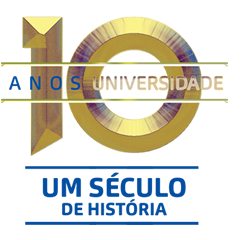 10
ANOS UNIVERSIDADE
UM SÉCULO
DE HISTÓRIA